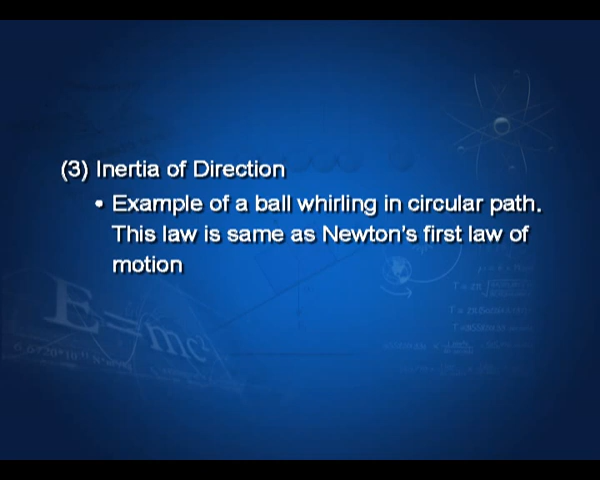 (3) Inertia of Direction
• Example of a ball whirling in circular path.
This law is same as Newton's first law of
motion
E=mc²